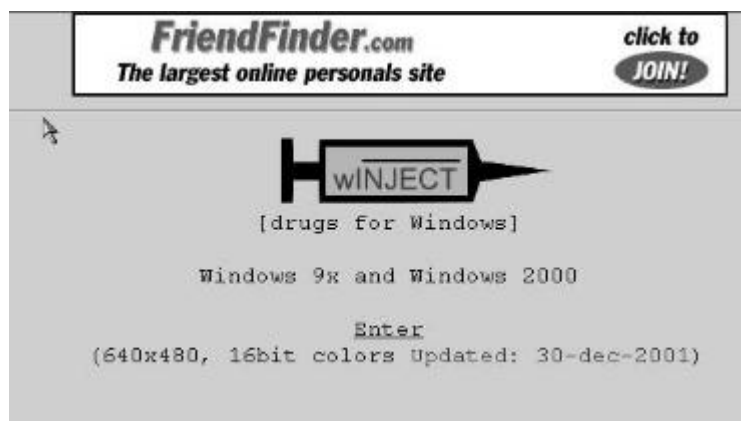 FriendFinder.com
The largest online personals site
click to
JOIN!
wINJECT
[drugs for Windows]
Windows 9x and Windows 2000
Enter
(640x480, 16bit colors Updated: 30-dec-2001)